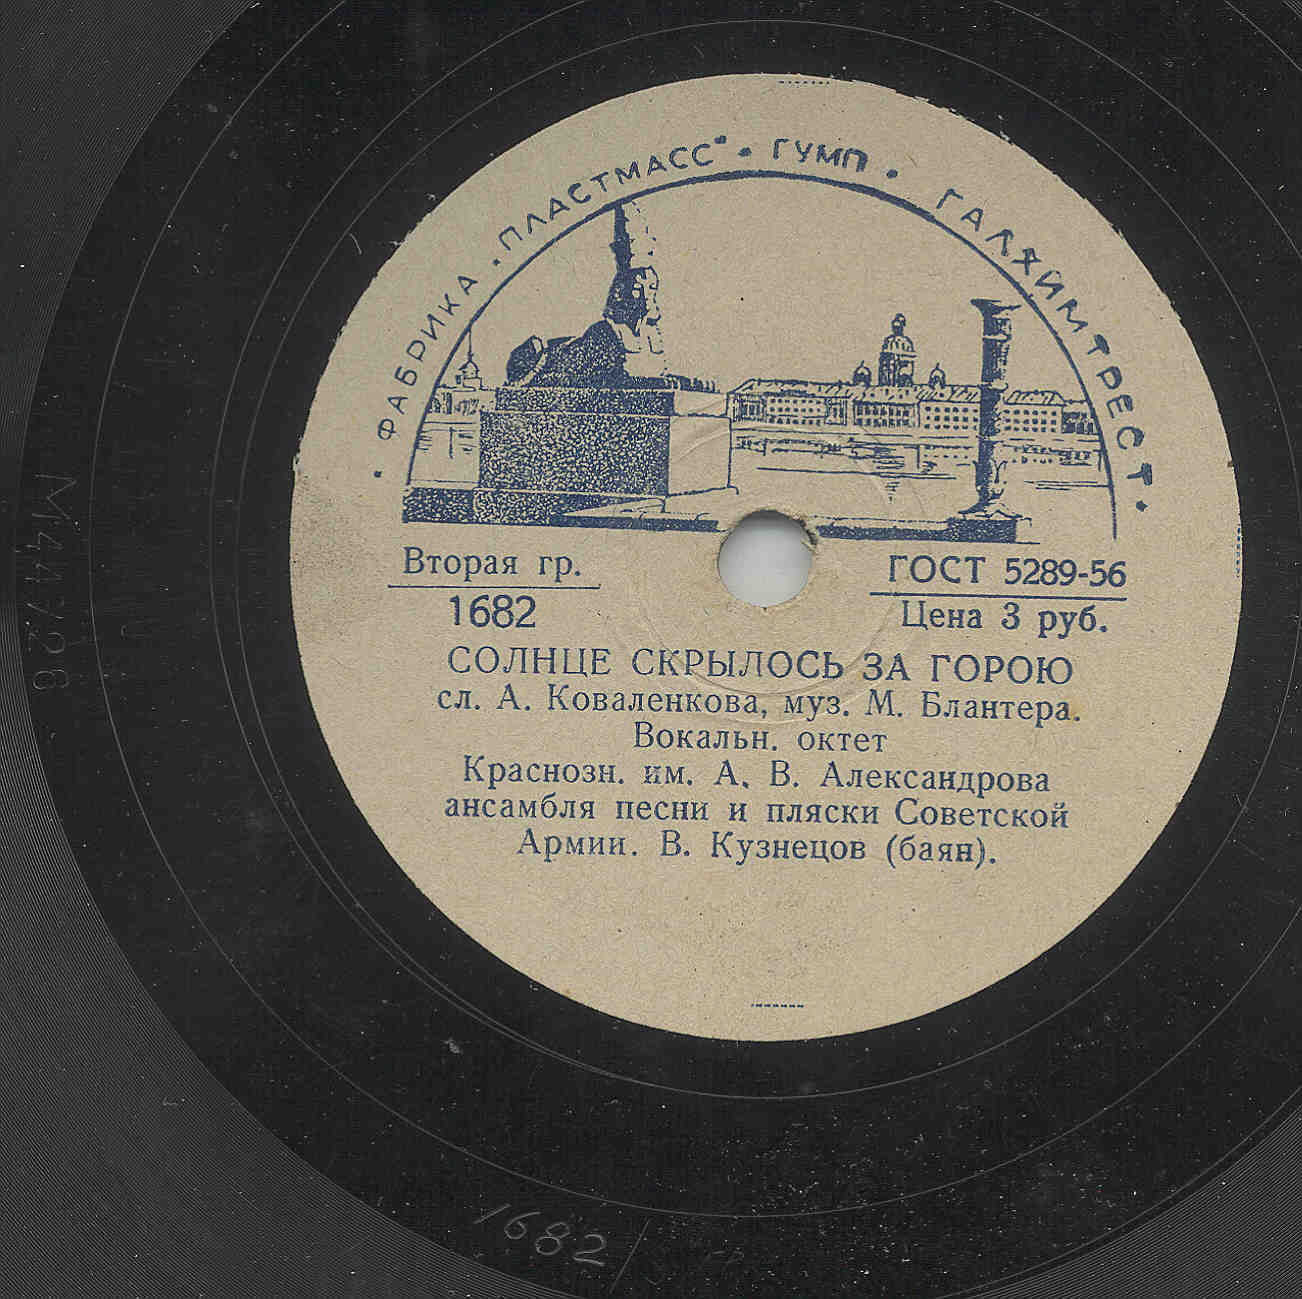 • ФАБРИКА „ПЛАСТМАСС" • ГУМП • ГАЛХИМТРЕСТ •
Вторая гр.
1682
ГОСТ 5289-56
Цена 3 руб.
СОЛНЦЕ СКРЫЛОСЬ ЗА ГОРОЮ
сл. А. Коваленкова, муз. М. Блантера.
Вокальн. октет
Краснозн. им. А. В. Александрова
ансамбля песни и пляски Советской
Армии. В. Кузнецов (баян).
1682/